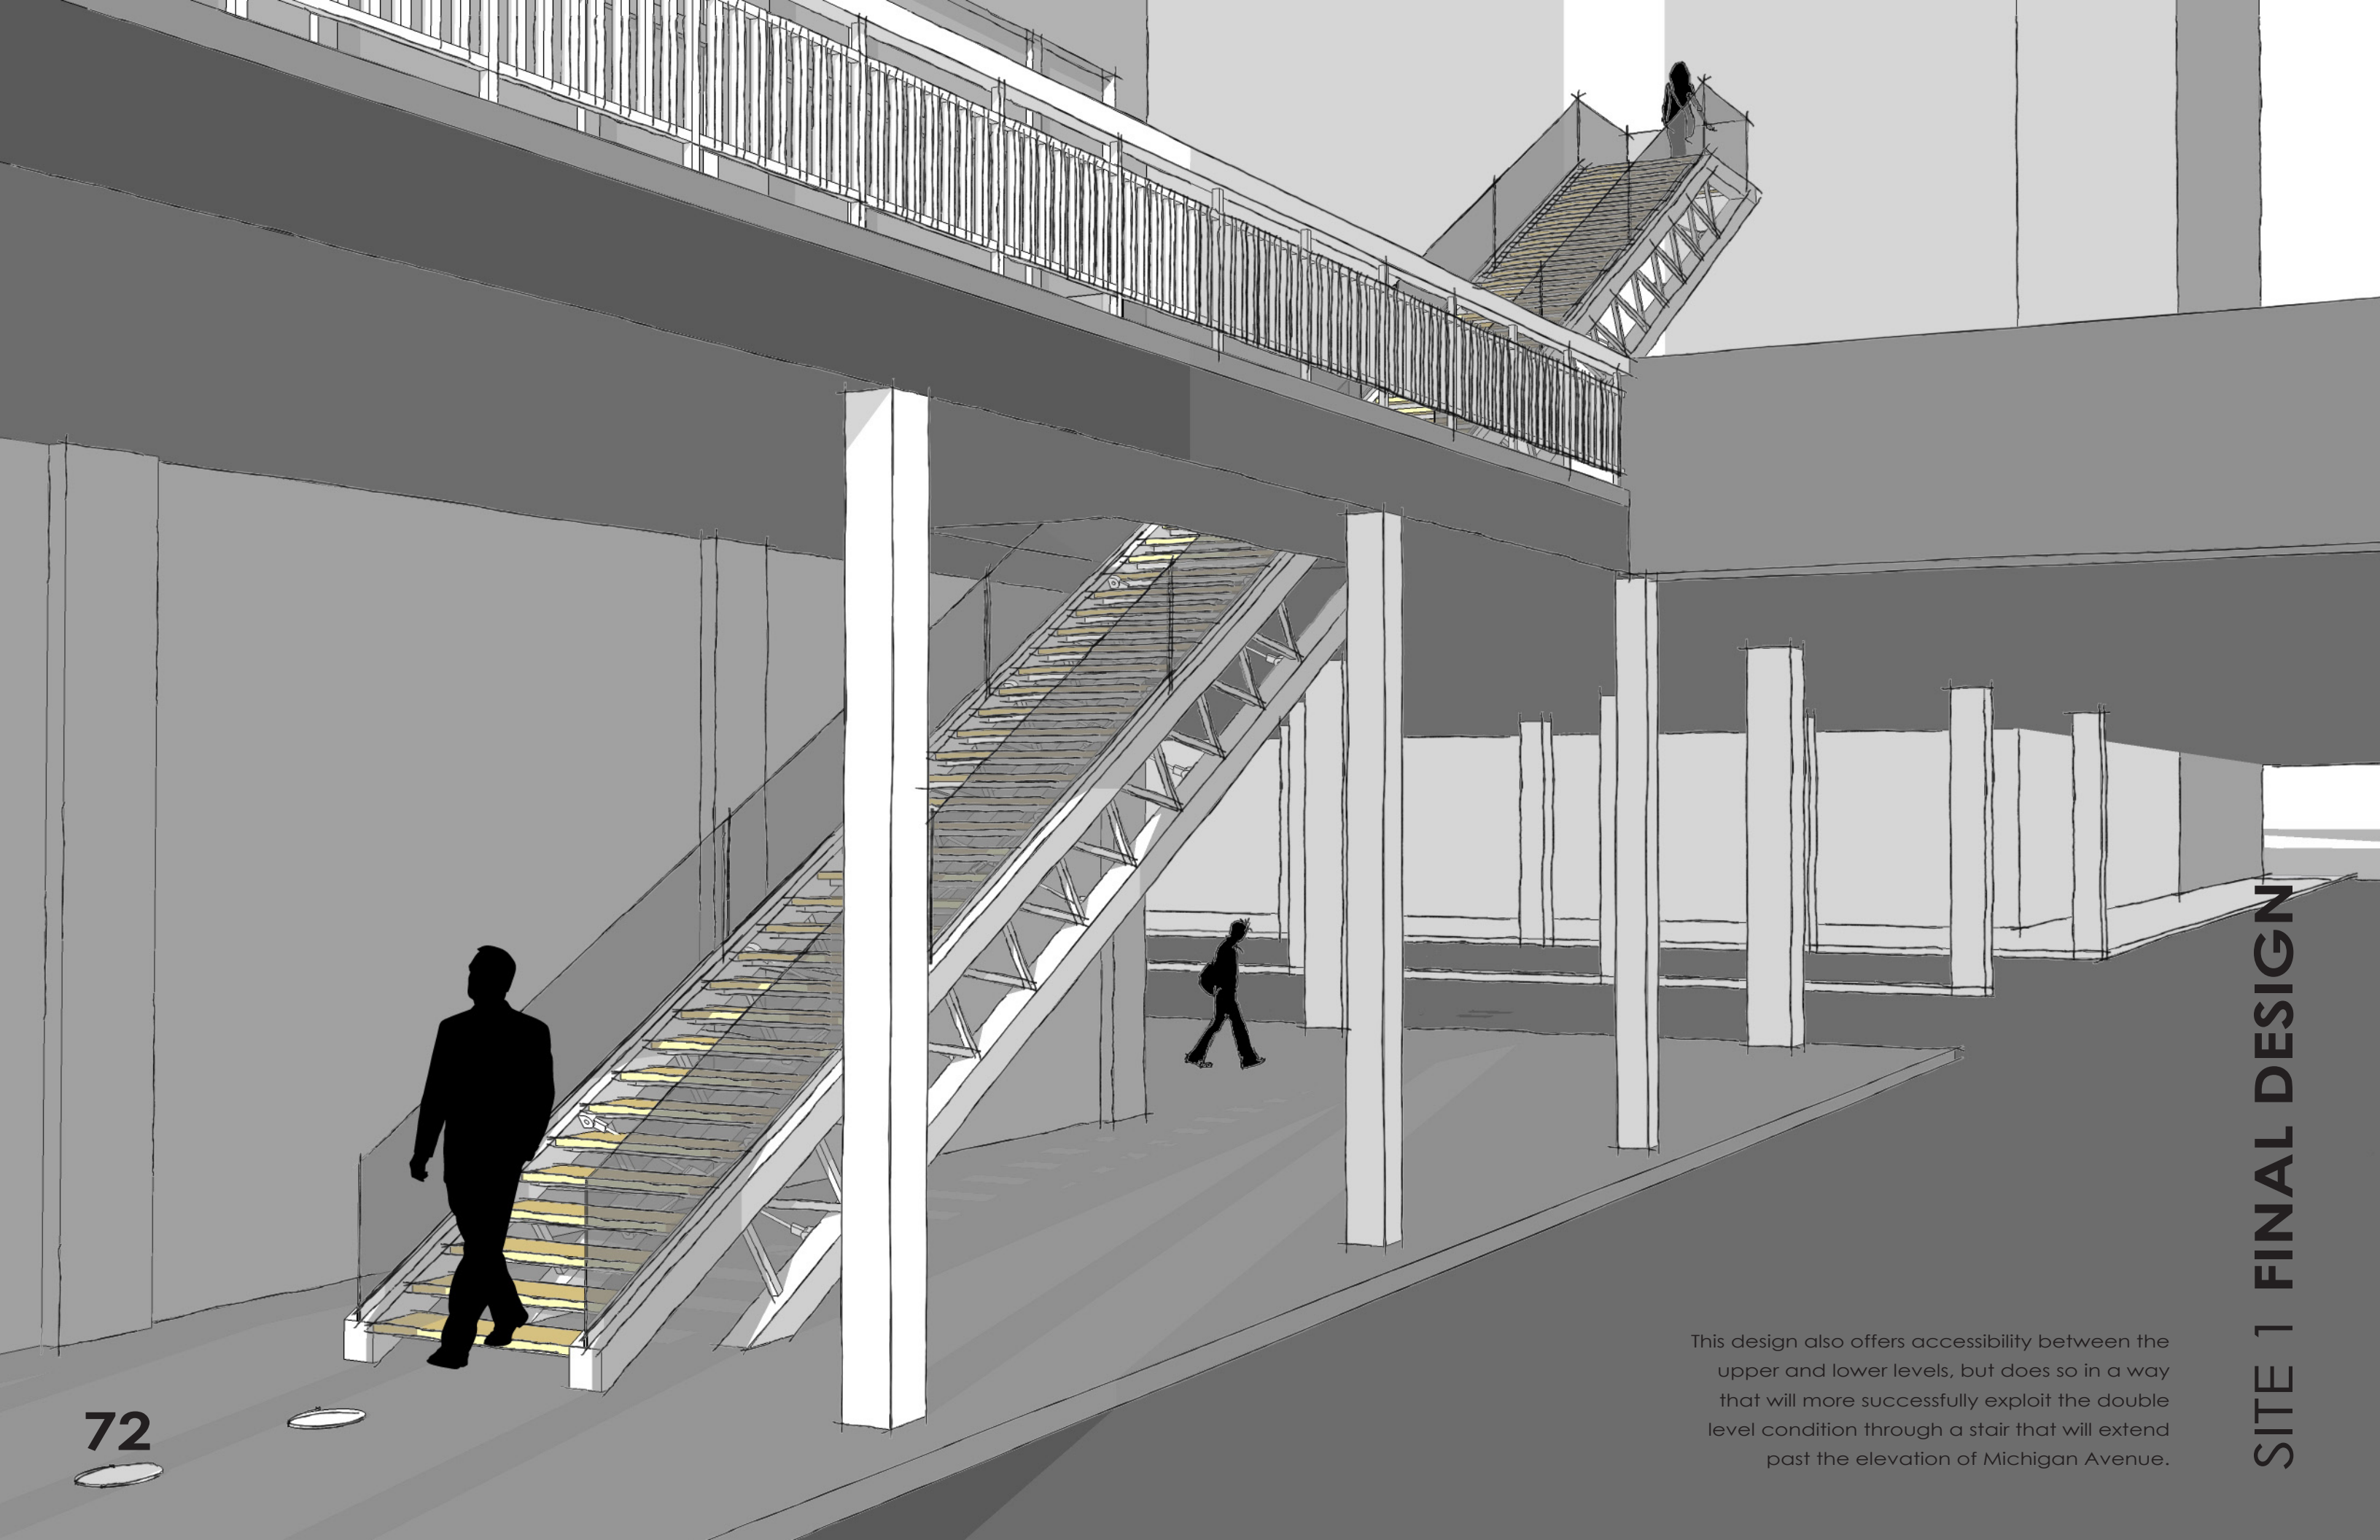 This design also offers accessibility between the
upper and lower levels, but does so in a way
that will more successfully exploit the double
level condition through a stair that will extend
past the elevation of Michigan Avenue.
SITE 1 FINAL DESIGN
72